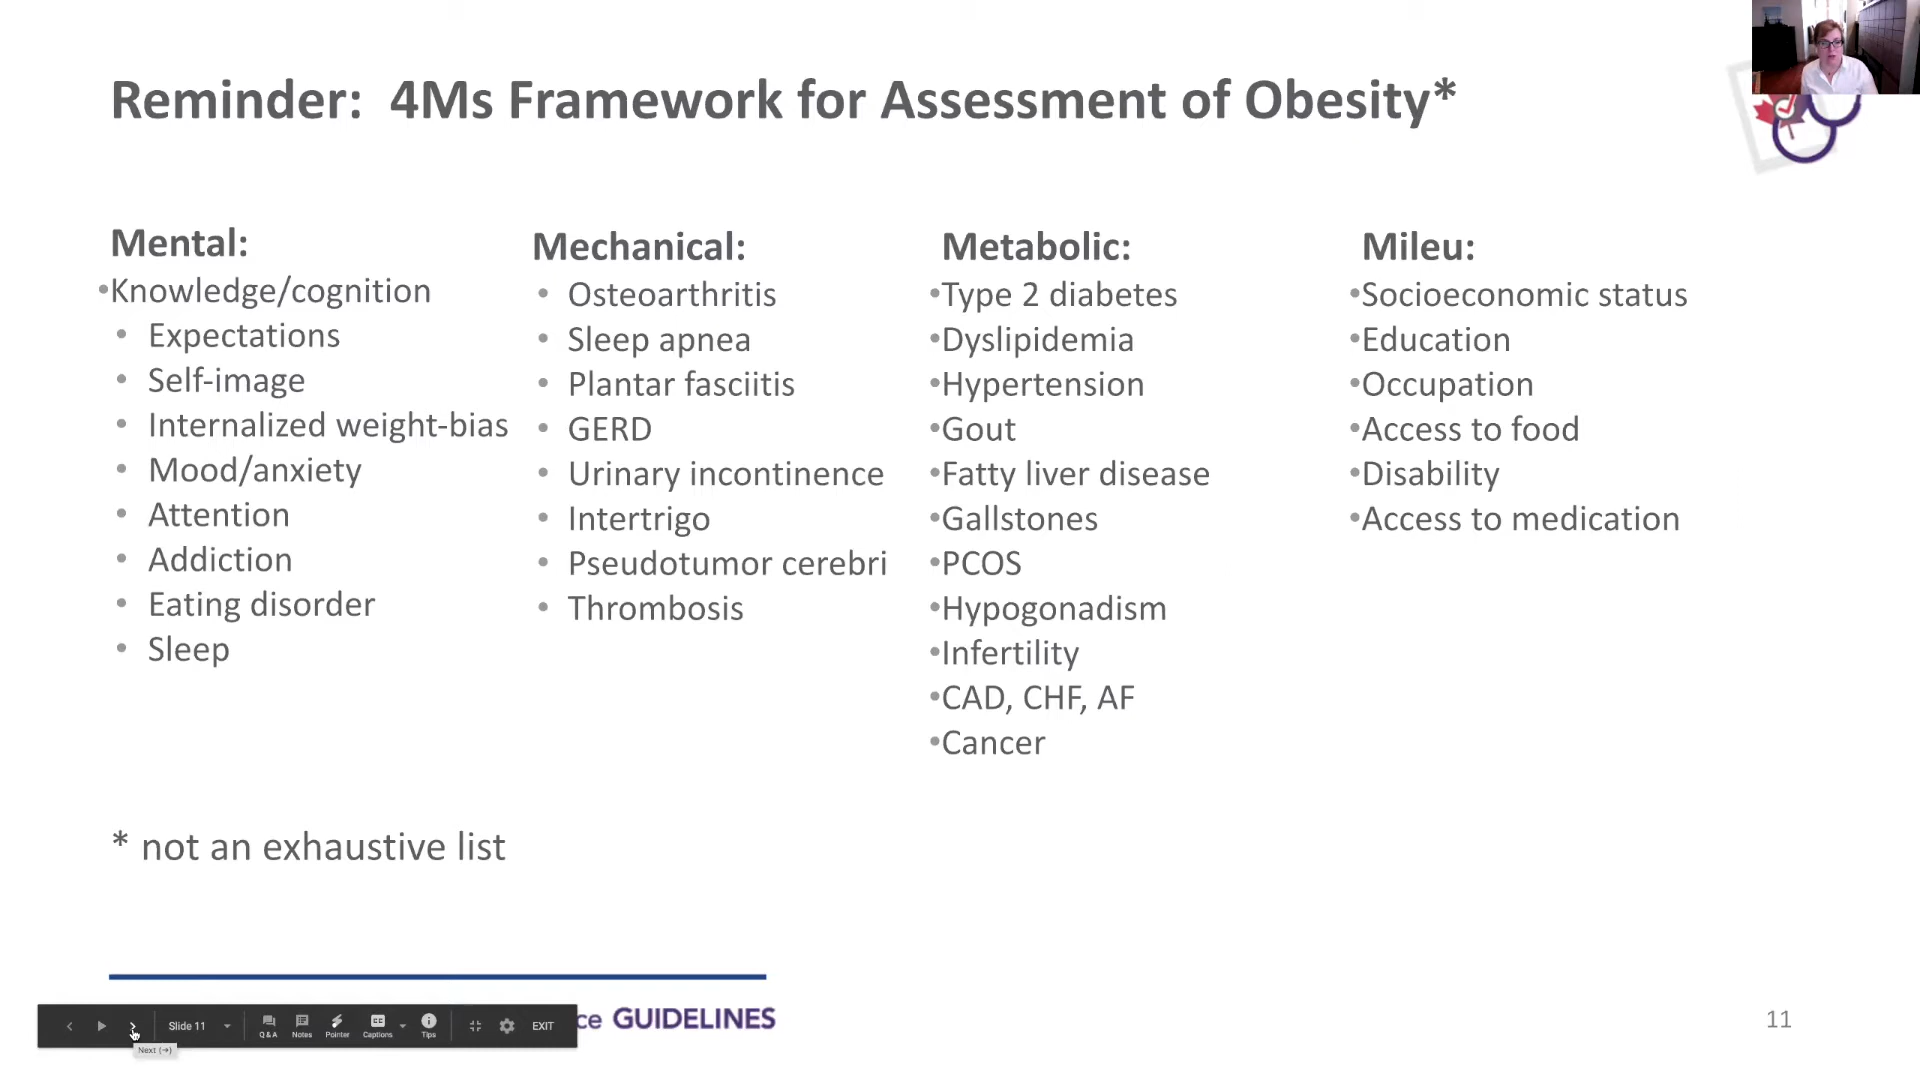 Reminder:  4Ms Framework for Assessment of Obesity*
Mental:
•Knowledge/cognition
• Expectations
• Self-image
• Internalized weight-bias
• Mood/anxiety
• Attention
• Addiction
• Eating disorder
• Sleep
Mechanical:
• Osteoarthritis
• Sleep apnea
• Plantar fasciitis
• GERD
• Urinary incontinence
• Intertrigo
• Pseudotumor cerebri
• Thrombosis
Metabolic:
•Type 2 diabetes
•Dyslipidemia
•Hypertension
•Gout
•Fatty liver disease
•Gallstones
•PCOS
•Hypogonadism
•Infertility
•CAD, CHF, AF
•Cancer
Mileu:
•Socioeconomic status
•Education
•Occupation
•Access to food
•Disability
•Access to medication
* not an exhaustive list
ce GUIDELINES
11
Slide 11
Q&A
Notes
Pointer
Captions
Tips
EXIT
Next (→)